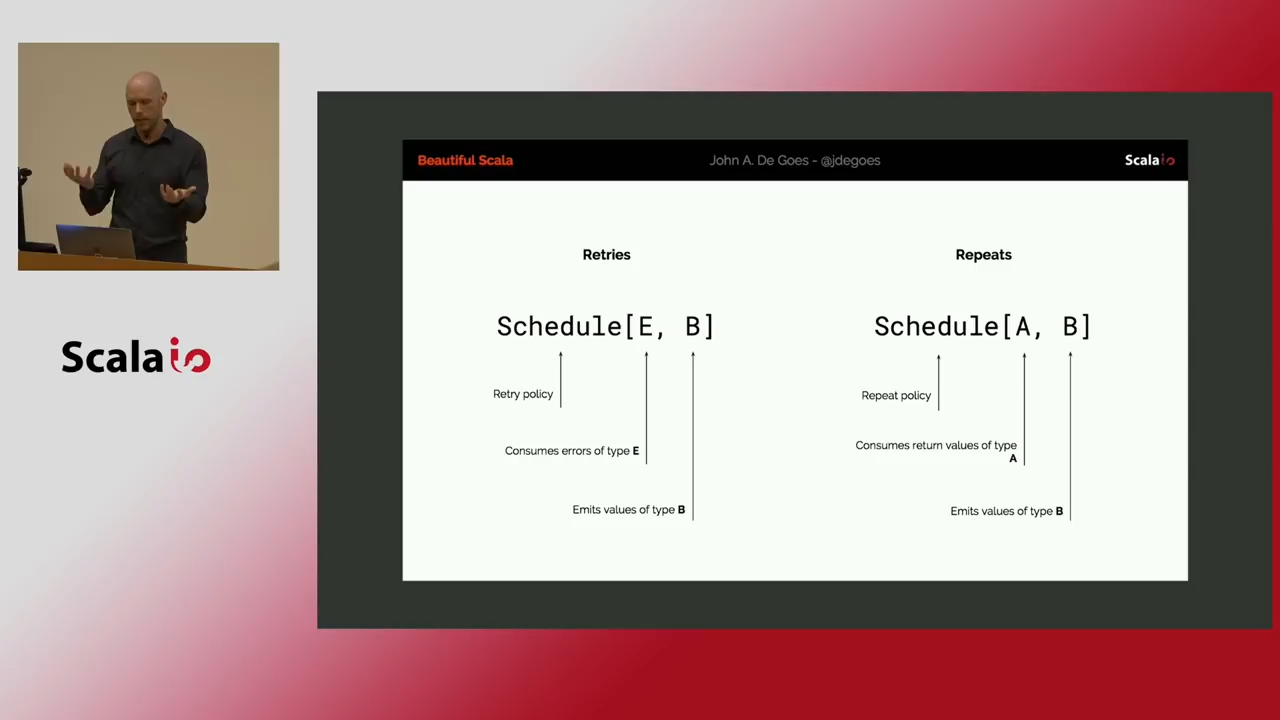 Beautiful Scala
John A. De Goes - @jdegoes
Scalaio
Retries
Repeats
Schedule[E, B]
Schedule[A, B]
Retry policy
Repeat policy
Consumes errors of type E
Consumes return values of type
A
Emits values of type B
Emits values of type B
Scalaio